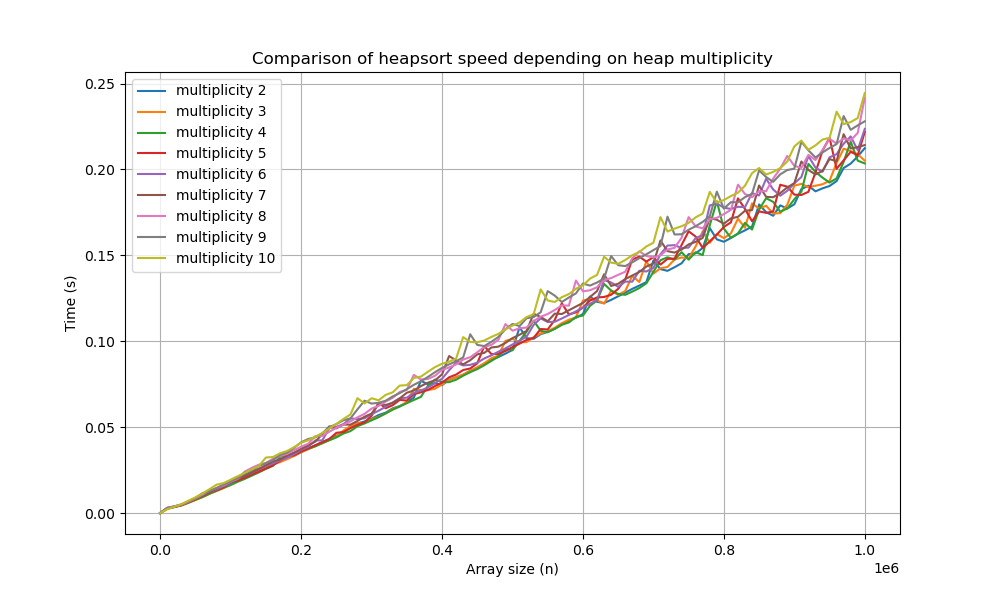 Comparison of heapsort speed depending on heap multiplicity
multiplicity 2
multiplicity 3
multiplicity 4
multiplicity 5
multiplicity 6
multiplicity 7
multiplicity 8
multiplicity 9
multiplicity 10
Time (s)
0.25
0.20
0.15
0.10
0.05
0.00
0.0 0.2 0.4 0.6 0.8 1.0
1e6
Array size (n)